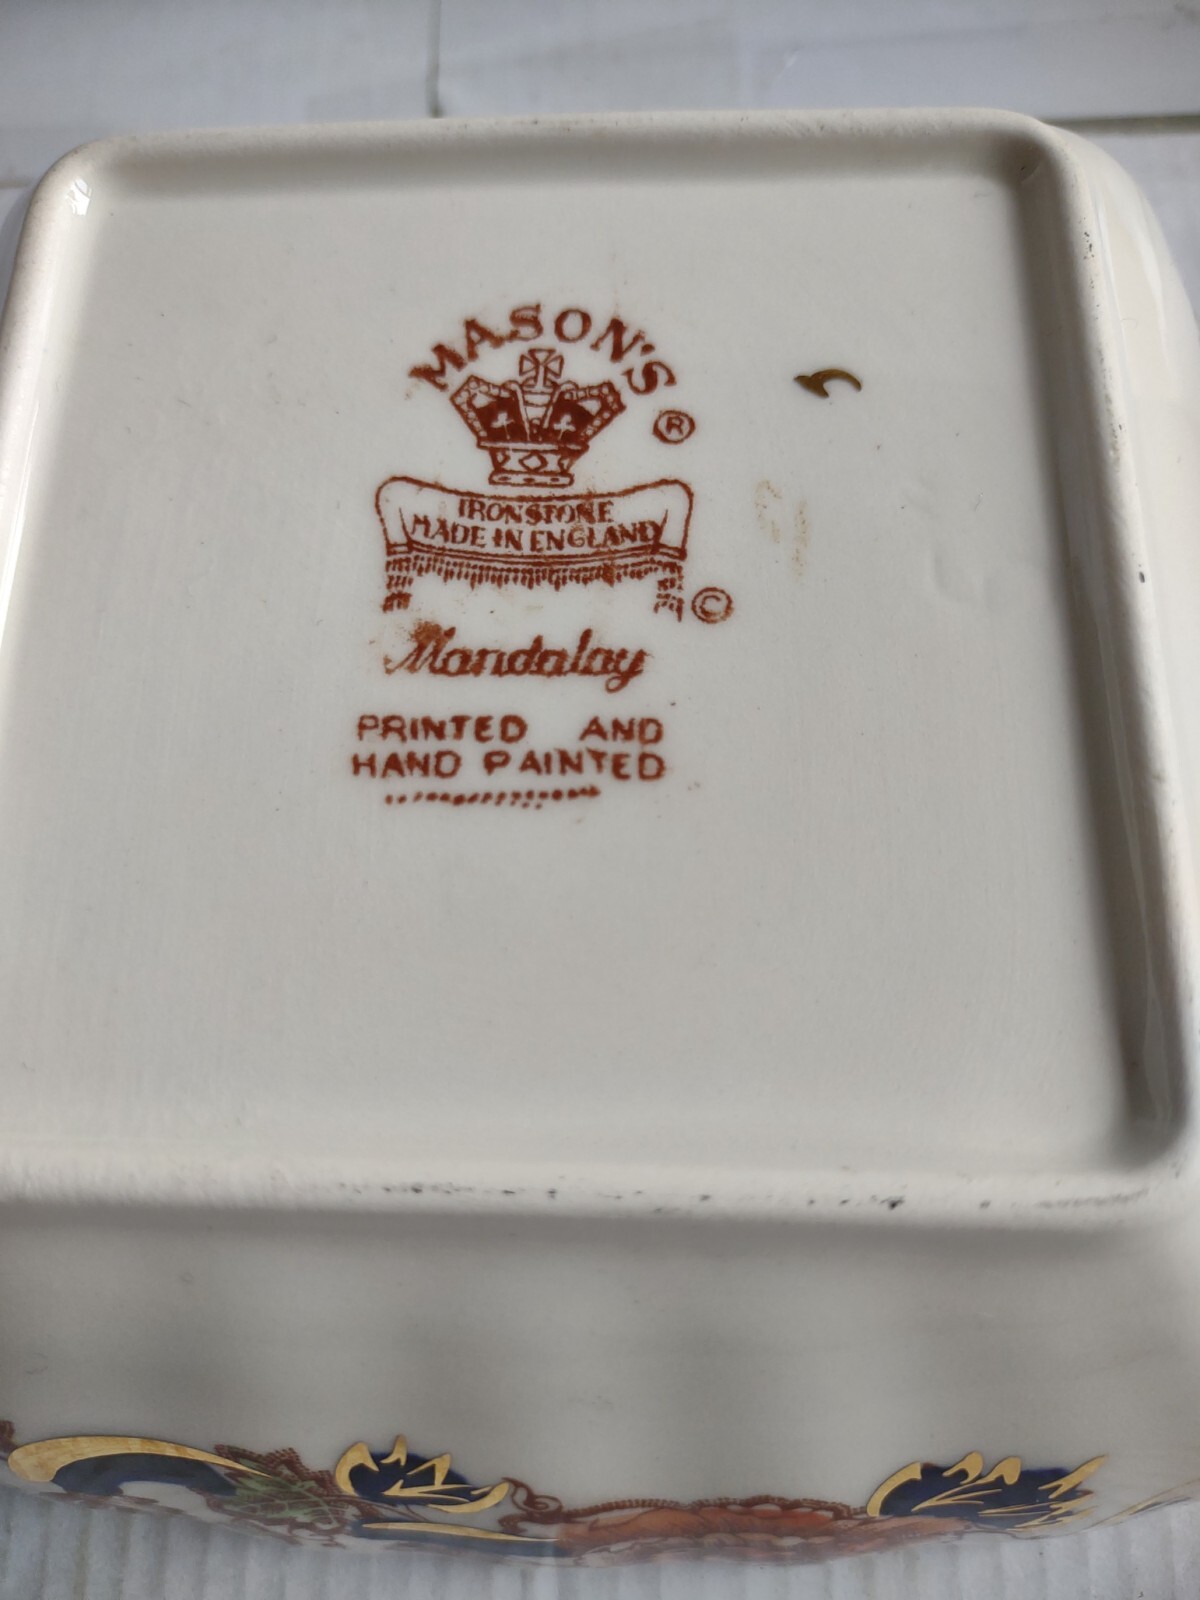 MASON'S
®
IRONSTONE
MADE IN ENGLAND
©
Mandalay
PRINTED AND
HAND PAINTED